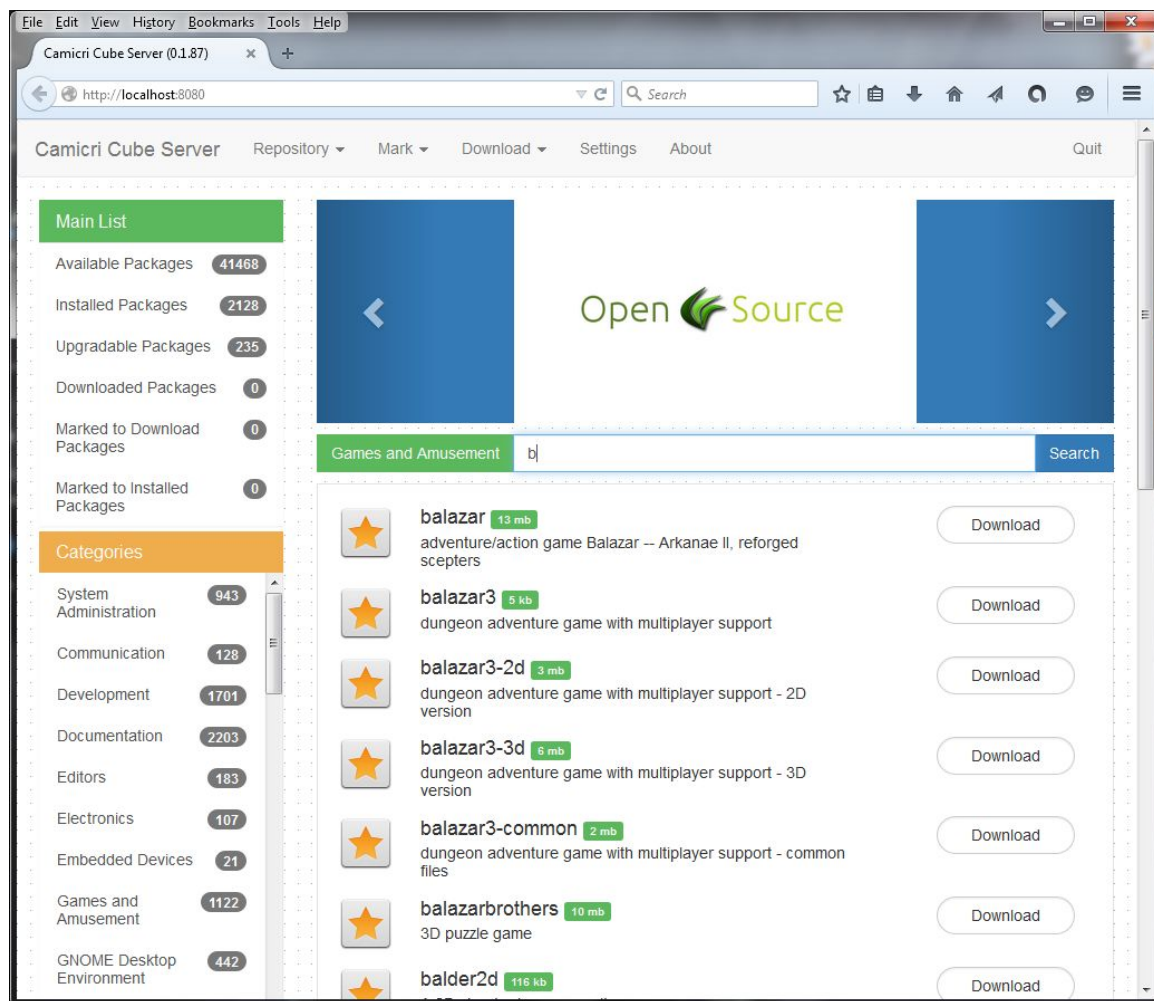 File Edit View History Bookmarks Tools Help
Camicri Cube Server (0.1.87)
http://localhost:8080
Search
Camicri Cube Server Repository Mark Download Settings About Quit
Main List
Available Packages 41468
Installed Packages 2128
Upgradable Packages 235
Downloaded Packages 0
Marked to Download 0
Packages
Marked to Installed 0
Packages
Categories
System 943
Administration
Communication 128
Development 1701
Documentation 2203
Editors 183
Electronics 107
Embedded Devices 21
Games and 1122
Amusement
GNOME Desktop 442
Environment
Open Source
Games and Amusement b Search
balazar 13 mb
adventure/action game Balazar -- Arkanae II, reforged
scepters
Download
balazar3 5 kb
dungeon adventure game with multiplayer support
Download
balazar3-2d 3 mb
dungeon adventure game with multiplayer support - 2D
version
Download
balazar3-3d 6 mb
dungeon adventure game with multiplayer support - 3D
version
Download
balazar3-common 2 mb
dungeon adventure game with multiplayer support - common
files
Download
balazarbrothers 10 mb
3D puzzle game
Download
balder2d 116 kb
Download